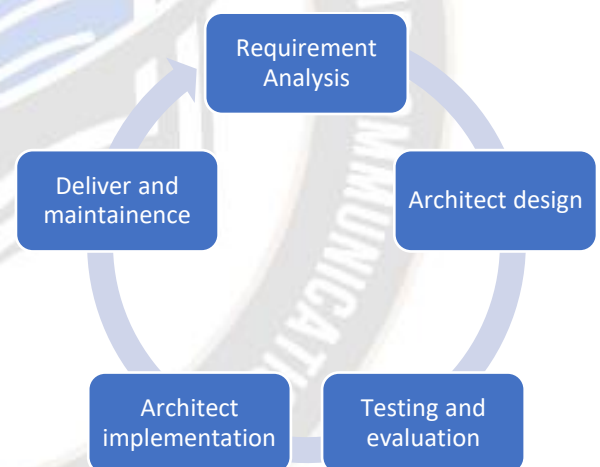 Requirement
Analysis
Architect design
Testing and
evaluation
Architect
implementation
Deliver and
maintainence